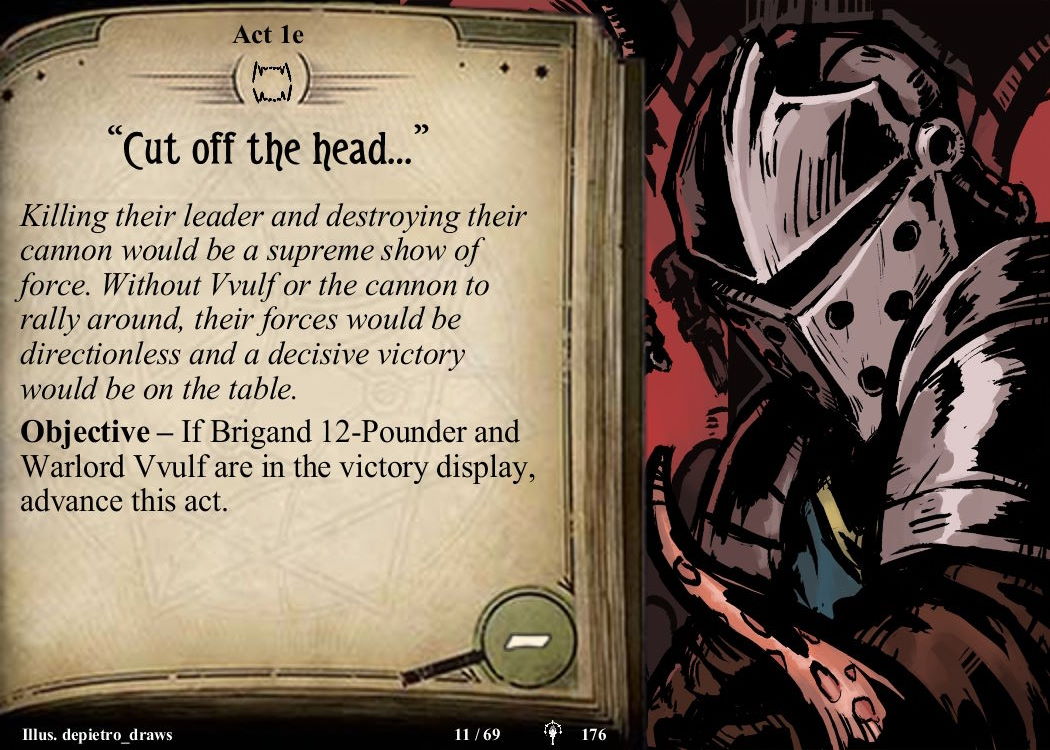 Act 1e
“Cut off the head...”
Killing their leader and destroying their
cannon would be a supreme show of
force. Without Vvulf or the cannon to
rally around, their forces would be
directionless and a decisive victory
would be on the table.
Objective – If Brigand 12-Pounder and
Warlord Vvulf are in the victory display,
advance this act.
–
Illus. depietro_draws
11 / 69
176